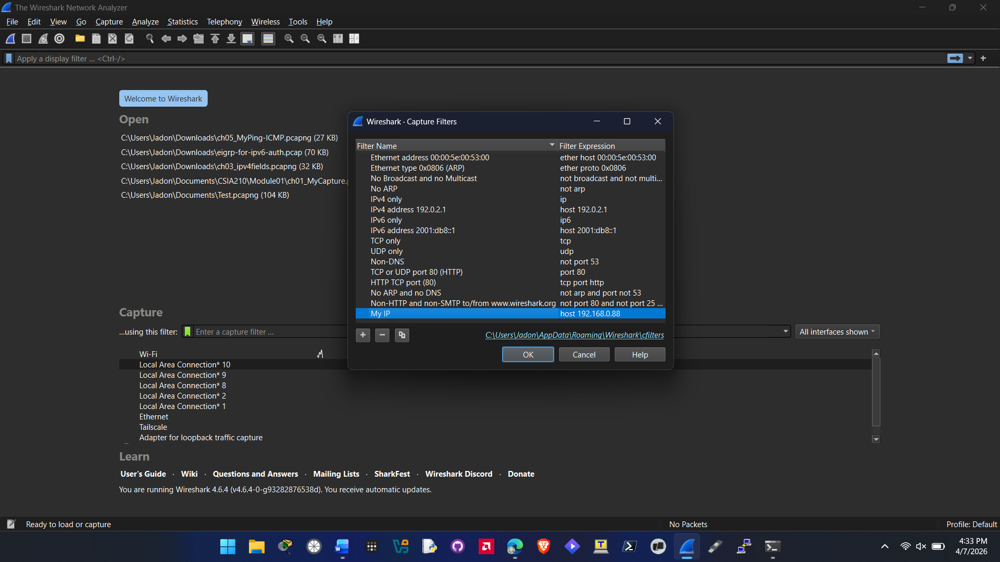 The Wireshark Network Analyzer
File Edit View Go Capture Analyze Statistics Telephony Wireless Tools Help
Apply a display filter ... <Ctrl-/>
Welcome to Wireshark
Open
C:\Users\Jadon\Downloads\ch05_MyPing-ICMP.pcapng (27 KB)
C:\Users\Jadon\Downloads\eigrp-for-ipv6-auth.pcap (70 KB)
C:\Users\Jadon\Downloads\ch03_ipv4fields.pcapng (32 KB)
C:\Users\Jadon\Documents\CSIA210\Module01\ch01_MyCapture.
C:\Users\Jadon\Documents\Test.pcapng (104 KB)
Wireshark · Capture Filters
Filter Name Filter Expression
Ethernet address 00:00:5e:00:53:00 ether host 00:00:5e:00:53:00
Ethernet type 0x0806 (ARP) ether proto 0x0806
No Broadcast and no Multicast not broadcast and not multi...
No ARP not arp
IPv4 only ip
IPv4 address 192.0.2.1 host 192.0.2.1
IPv6 only ip6
IPv6 address 2001:db8::1 host 2001:db8::1
TCP only tcp
UDP only udp
Non-DNS not port 53
TCP or UDP port 80 (HTTP) port 80
HTTP TCP port (80) tcp port http
No ARP and no DNS not arp and port not 53
Non-HTTP and non-SMTP to/from www.wireshark.org not port 80 and not port 25 ...
My IP host 192.168.0.88
C:\Users\Jadon\AppData\Roaming\Wireshark\cfilters
OK Cancel Help
Capture
...using this filter: Enter a capture filter ... All interfaces shown
Wi-Fi
Local Area Connection* 10
Local Area Connection* 9
Local Area Connection* 8
Local Area Connection* 2
Local Area Connection* 1
Ethernet
Tailscale
Adapter for loopback traffic capture
Learn
User's Guide · Wiki · Questions and Answers · Mailing Lists · SharkFest · Wireshark Discord · Donate
You are running Wireshark 4.6.4 (v4.6.4-0-g93282876538d). You receive automatic updates.
Ready to load or capture No Packets Profile: Default
4:33 PM
4/7/2026